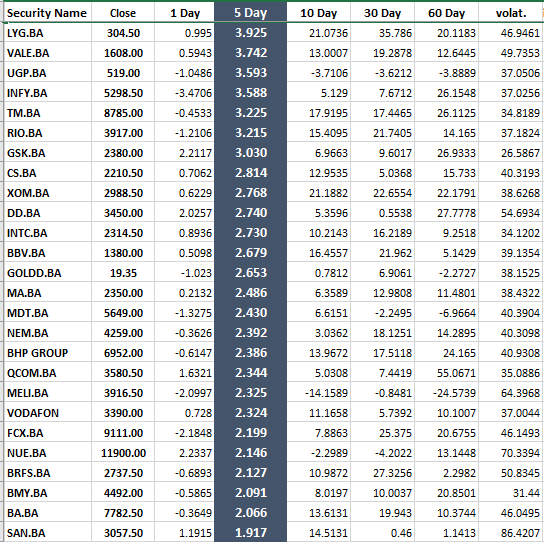 Security Name Close 1 Day 5 Day 10 Day 30 Day 60 Day volat.
LYG.BA 304.50 0.995 3.925 21.0736 35.786 20.1183 46.9461
VALE.BA 1608.00 0.5943 3.742 13.0007 19.2878 12.6445 49.7353
UGP.BA 519.00 -1.0486 3.593 -3.7106 -3.6212 -3.8889 37.0506
INFY.BA 5298.50 -3.4706 3.588 5.129 7.6712 26.1548 37.0256
TM.BA 8785.00 -0.4533 3.225 17.9195 17.4465 26.1125 34.8189
RIO.BA 3917.00 -1.2106 3.215 15.4095 21.7405 14.165 37.1824
GSK.BA 2380.00 2.2117 3.030 6.9663 9.6017 26.9333 26.5867
CS.BA 2210.50 0.7062 2.814 12.9535 5.0368 15.733 40.3193
XOM.BA 2988.50 0.6229 2.768 21.1882 22.6554 22.1791 38.6268
DD.BA 3450.00 2.0257 2.740 5.3596 0.5538 27.7778 54.6934
INTC.BA 2314.50 0.8936 2.730 10.2143 16.2189 9.2518 34.1202
BBV.BA 1380.00 0.5098 2.679 16.4557 21.962 5.1429 39.1354
GOLDD.BA 19.35 -1.023 2.653 0.7812 6.9061 -2.2727 38.1525
MA.BA 2350.00 0.2132 2.486 6.3589 12.9808 11.4801 38.4322
MDT.BA 5649.00 -1.3275 2.430 6.6151 -2.2495 -6.9664 40.3904
NEM.BA 4259.00 -0.3626 2.392 3.0362 18.1251 14.2895 40.3098
BHP GROUP 6952.00 -0.6147 2.386 13.9672 17.5118 24.165 40.9308
QCOM.BA 3580.50 1.6321 2.344 5.0308 7.4419 55.0671 35.0886
MELI.BA 3916.50 -2.0997 2.325 -14.1589 -0.8481 -24.5739 64.3968
VODAFON 3390.00 0.728 2.324 11.1658 5.7392 10.1007 37.0044
FCX.BA 9111.00 -2.1848 2.199 7.8863 25.375 20.6755 46.1493
NUE.BA 11900.00 2.2337 2.146 -2.2989 -4.2022 13.1448 70.3394
BRFS.BA 2737.50 -0.6893 2.127 10.9872 27.3256 2.2982 50.8345
BMY.BA 4492.00 -0.5865 2.091 8.0197 10.0037 20.8501 31.44
BA.BA 7782.50 -0.3649 2.066 13.6131 19.943 10.3744 46.0495
SAN.BA 3057.50 1.1915 1.917 14.5131 0.46 1.1413 86.4207